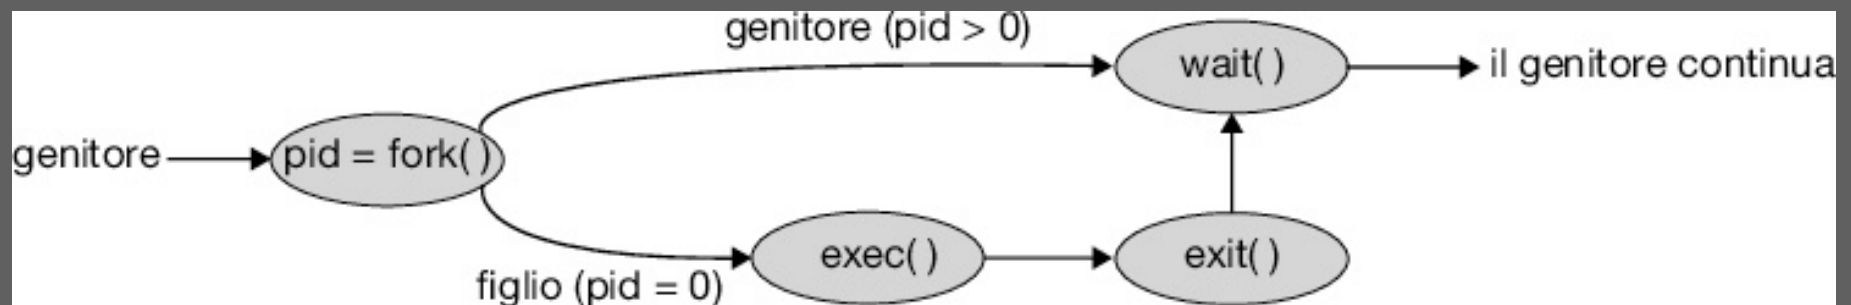 genitore (pid > 0)
wait( )
il genitore continua
genitore
pid = fork( )
exec( )
exit( )
figlio (pid = 0)